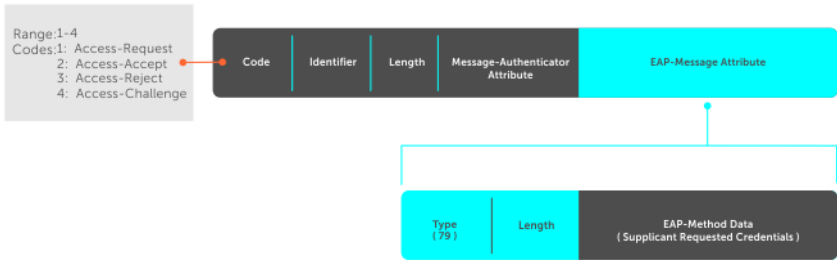 Range:1-4
Codes:1: Access-Request
2: Access-Accept
3: Access-Reject
4: Access-Challenge
Code
Identifier
Length
Message-Authenticator
Attribute
EAP-Message Attribute
Type
( 79 )
Length
EAP-Method Data
( Supplicant Requested Credentials )